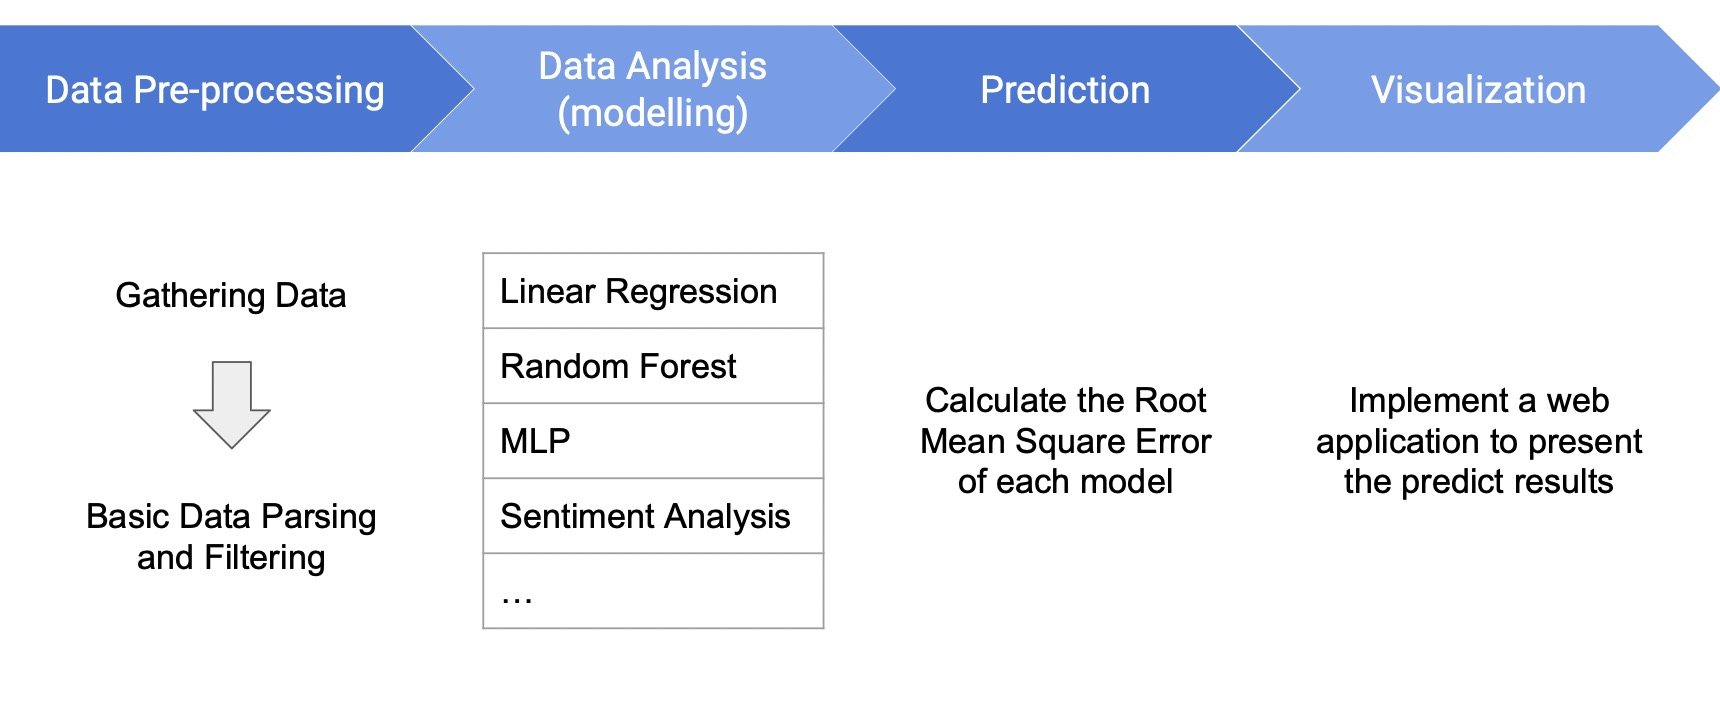 Data Pre-processing
Data Analysis
(modelling)
Prediction
Visualization
Gathering Data
Basic Data Parsing
and Filtering
Linear Regression
Random Forest
MLP
Sentiment Analysis
…
Calculate the Root
Mean Square Error
of each model
Implement a web
application to present
the predict results